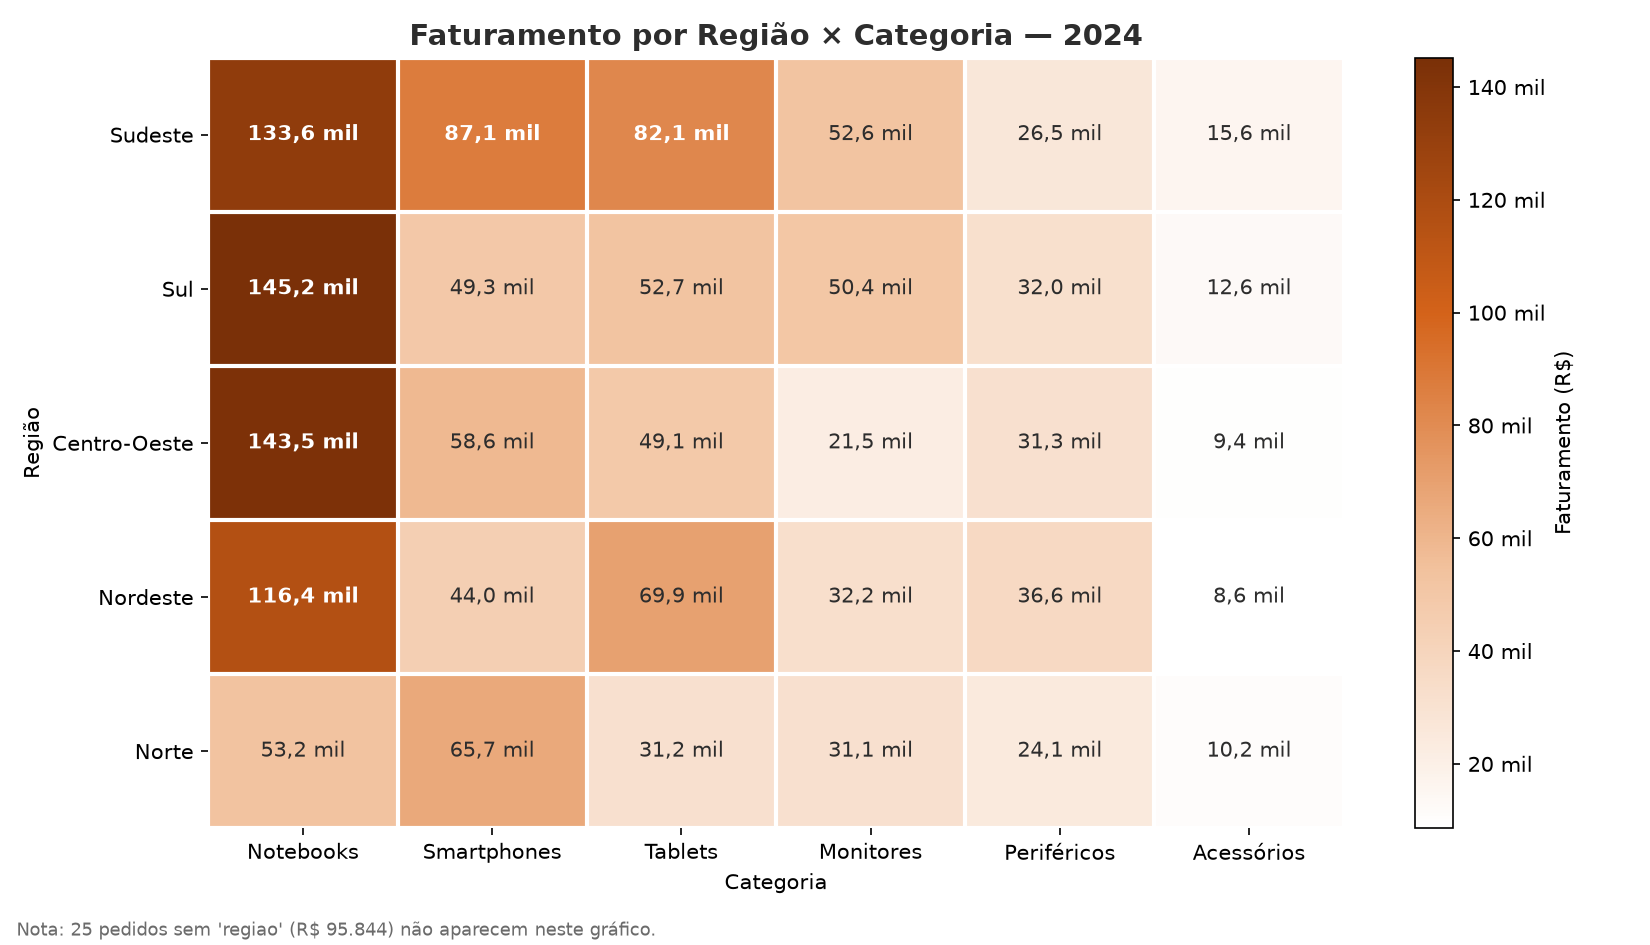 Faturamento por Região × Categoria — 2024
Sudeste 133,6 mil 87,1 mil 82,1 mil 52,6 mil 26,5 mil 15,6 mil
Sul 145,2 mil 49,3 mil 52,7 mil 50,4 mil 32,0 mil 12,6 mil
Centro-Oeste 143,5 mil 58,6 mil 49,1 mil 21,5 mil 31,3 mil 9,4 mil
Nordeste 116,4 mil 44,0 mil 69,9 mil 32,2 mil 36,6 mil 8,6 mil
Norte 53,2 mil 65,7 mil 31,2 mil 31,1 mil 24,1 mil 10,2 mil
Região
Notebooks Smartphones Tablets Monitores Periféricos Acessórios
Categoria
140 mil
120 mil
100 mil
80 mil
60 mil
40 mil
20 mil
Faturamento (R$)
Nota: 25 pedidos sem 'regiao' (R$ 95.844) não aparecem neste gráfico.